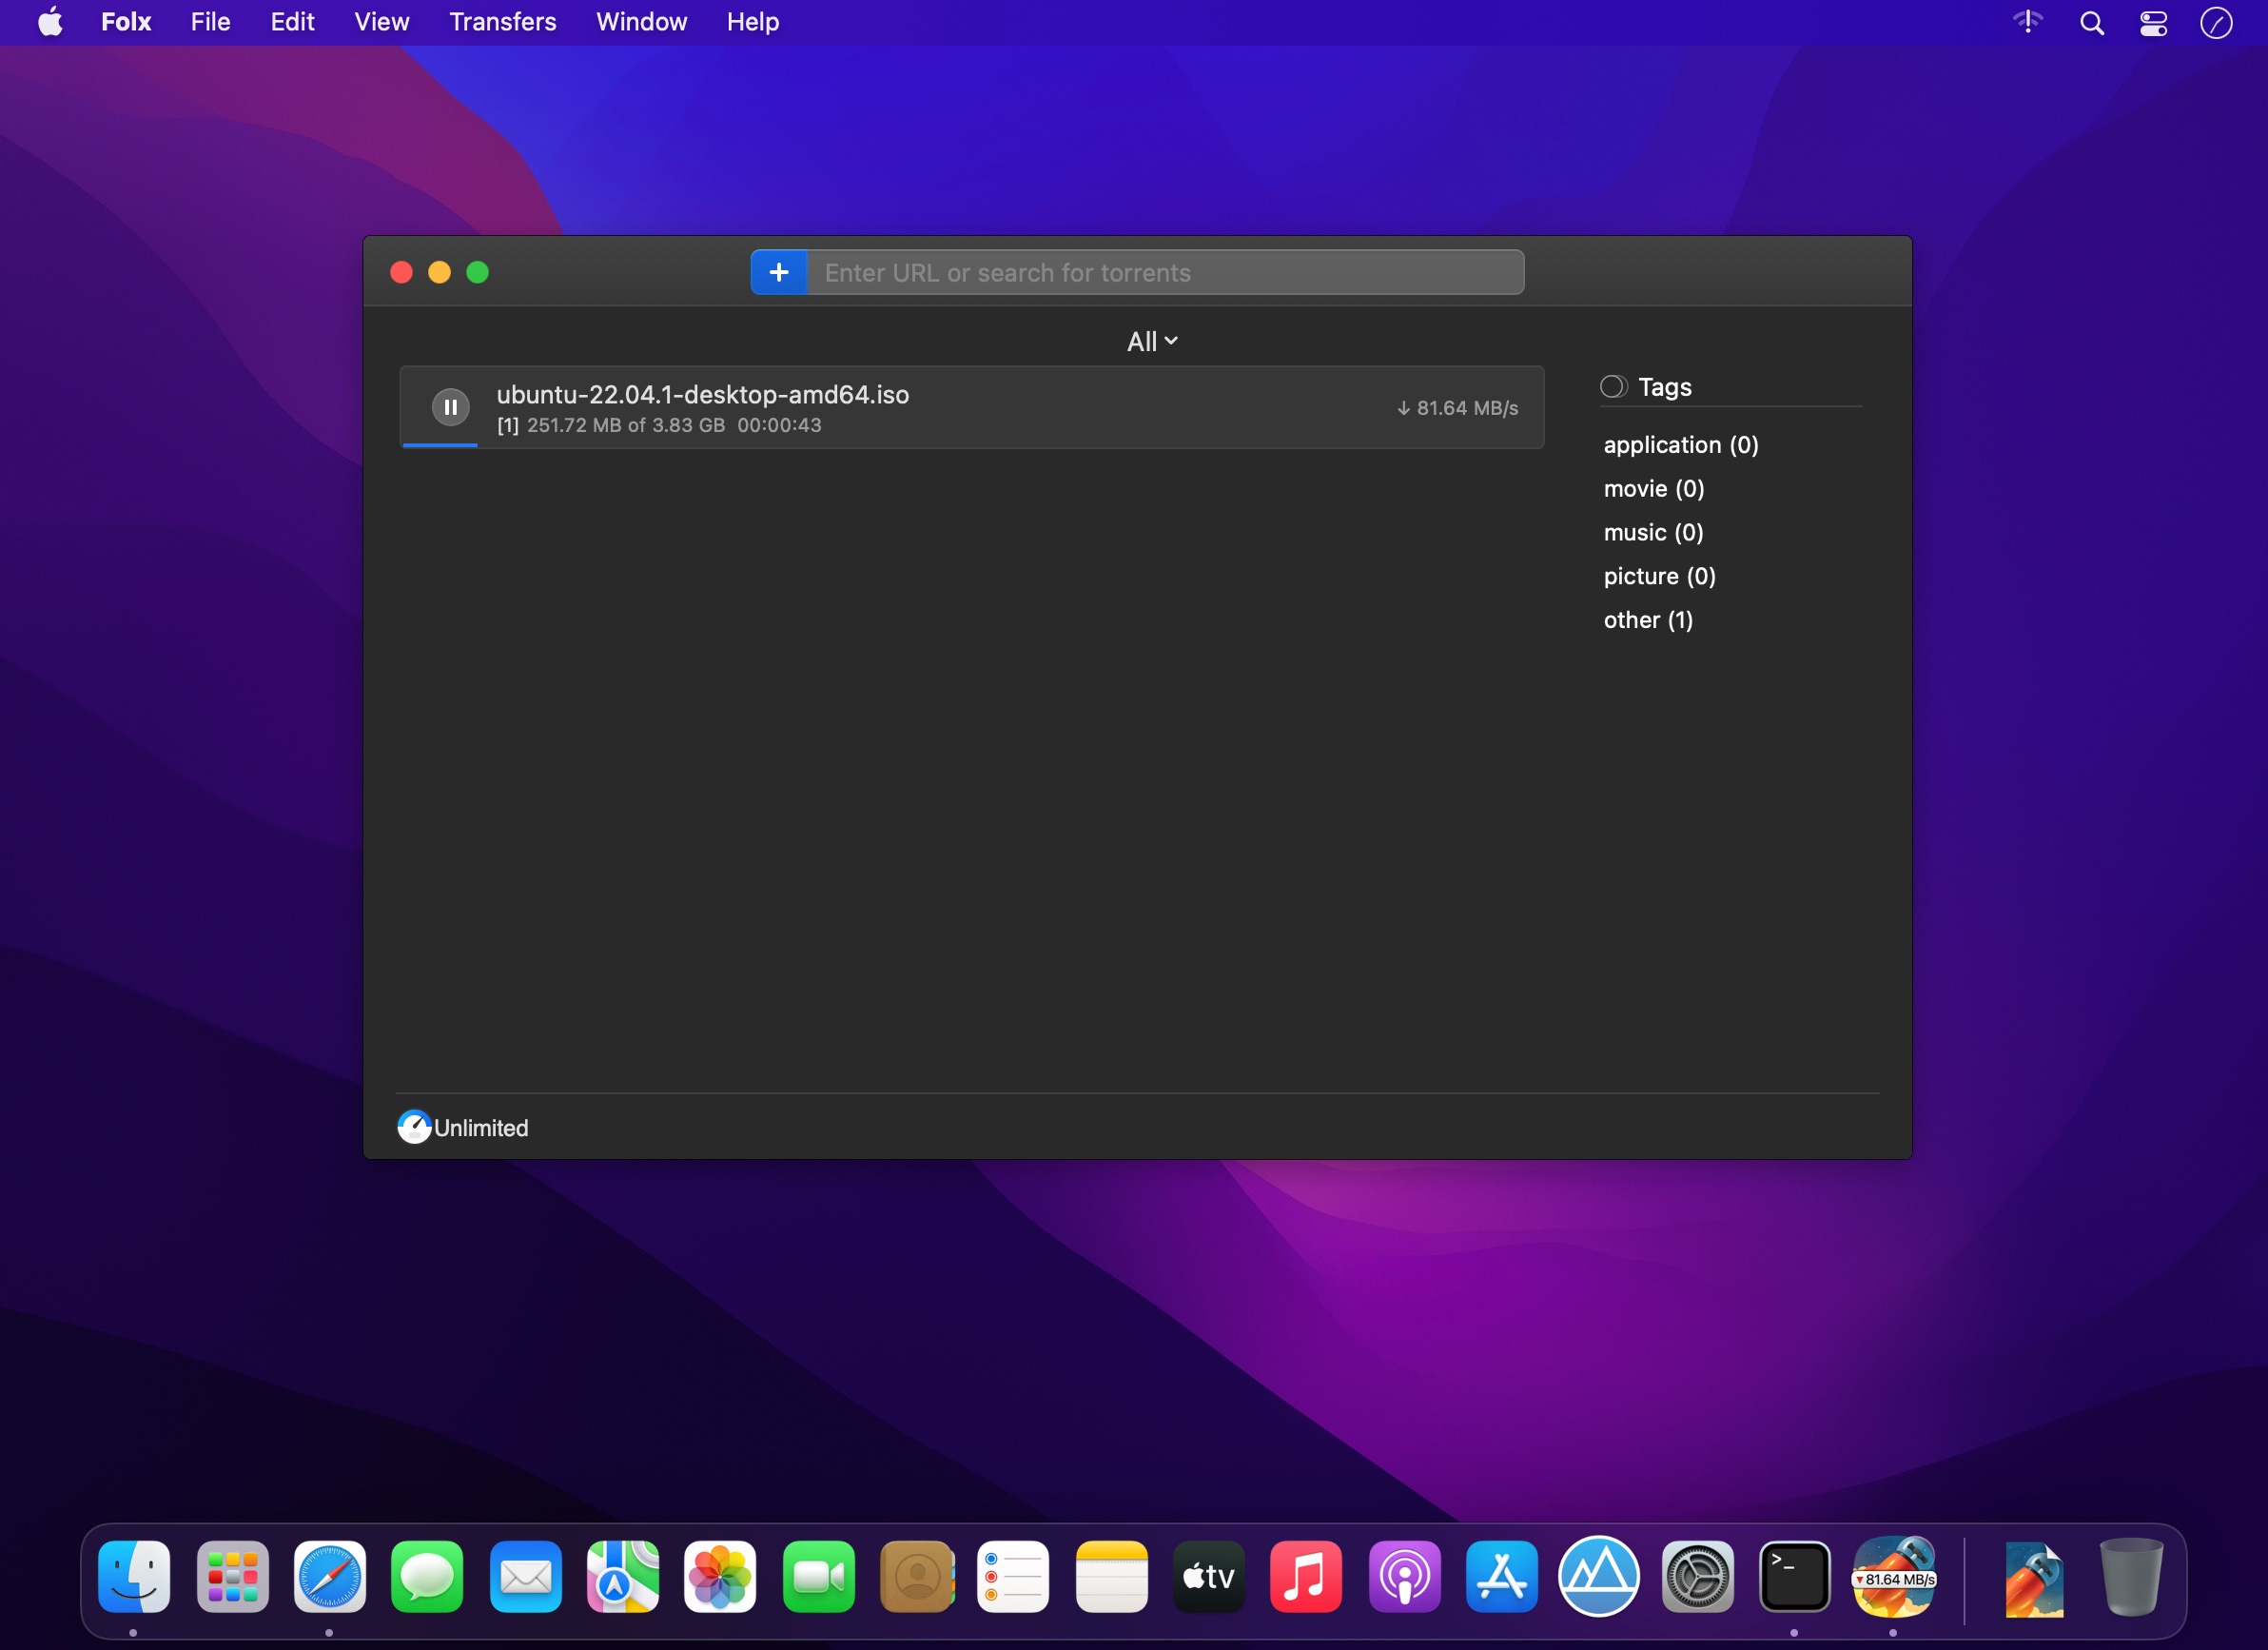 Folx File Edit View Transfers Window Help
Enter URL or search for torrents
All
ubuntu-22.04.1-desktop-amd64.iso
[1] 251.72 MB of 3.83 GB 00:00:43
↓ 81.64 MB/s
Tags
application (0)
movie (0)
music (0)
picture (0)
other (1)
Unlimited
tv
>_
▼81.64 MB/s